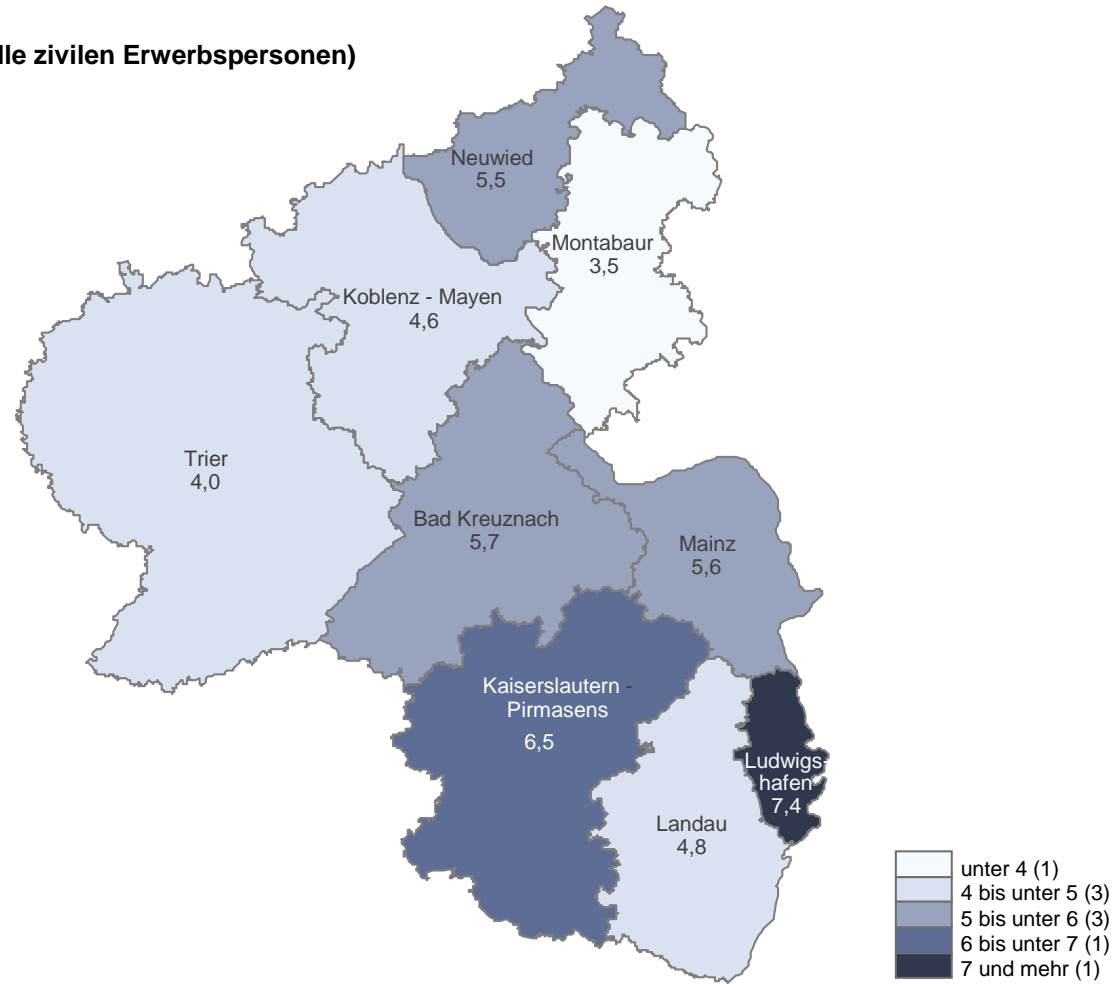 lle zivilen Erwerbspersonen)
Neuwied
5,5
Montabaur
3,5
Koblenz - Mayen
4,6
Trier
4,0
Bad Kreuznach
5,7
Mainz
5,6
Kaiserslautern -
Pirmasens
6,5
Ludwigs-
hafen
7,4
Landau
4,8
unter 4 (1)
4 bis unter 5 (3)
5 bis unter 6 (3)
6 bis unter 7 (1)
7 und mehr (1)